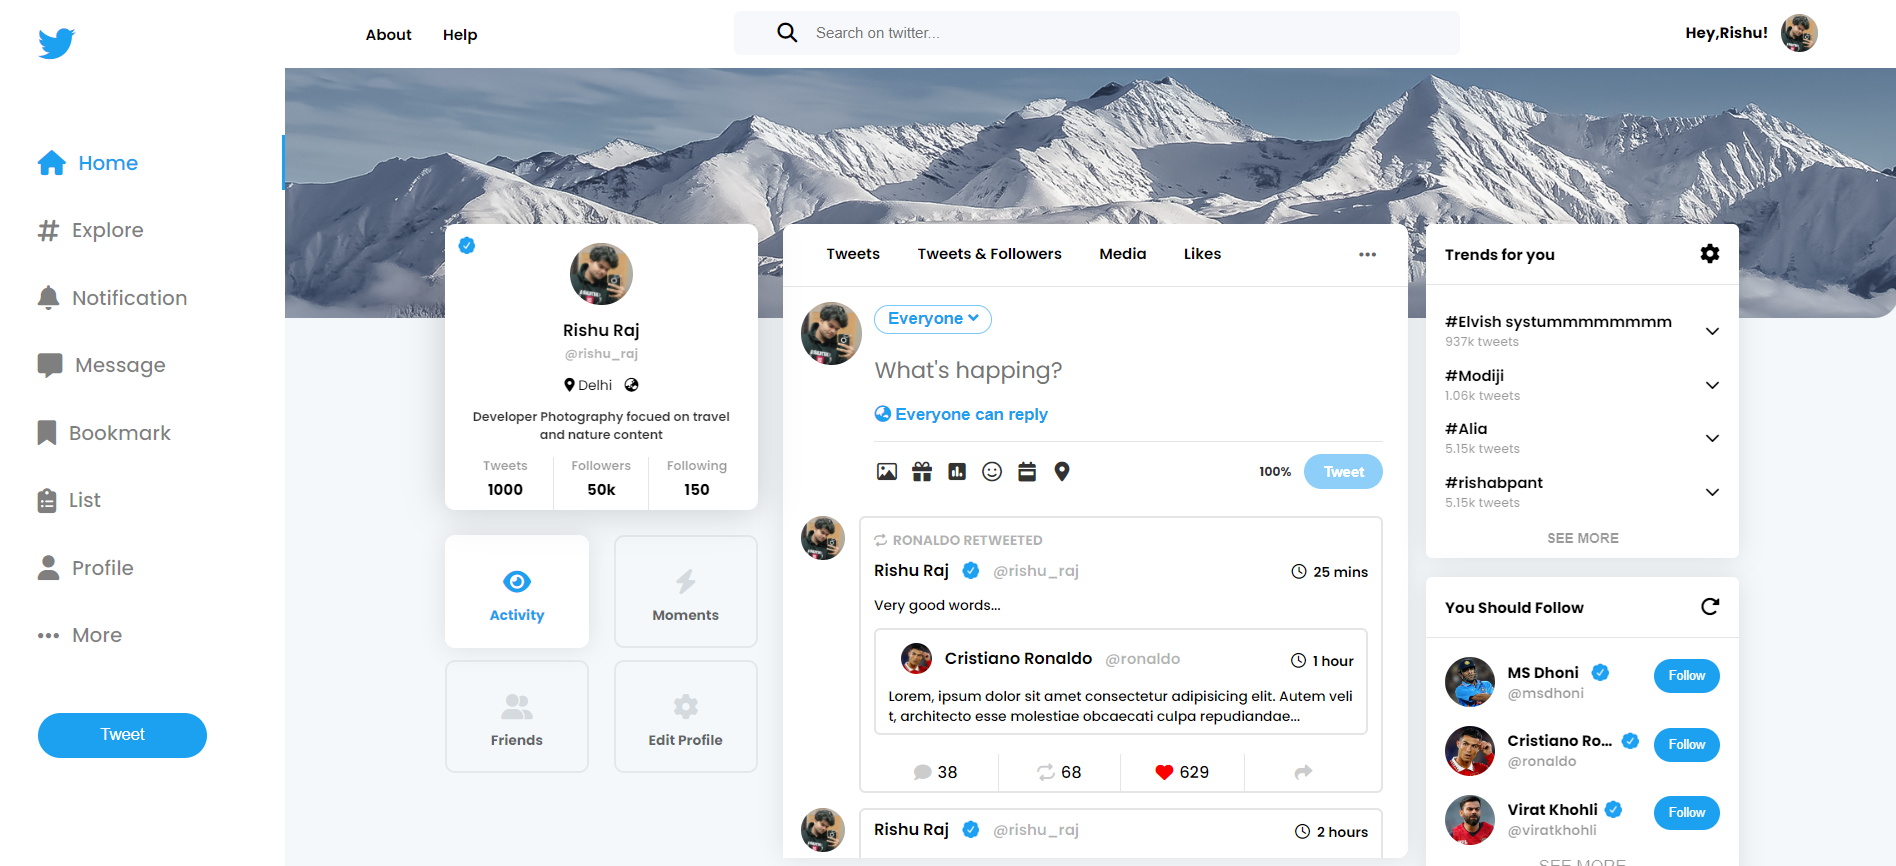 About
Help
Search on twitter...
Hey,Rishu!
Home
Explore
Notification
Message
Bookmark
List
Profile
More
Tweet
Rishu Raj
@rishu_raj
Delhi
Developer Photography focued on travel
and nature content
Tweets
Followers
Following
1000
50k
150
Activity
Moments
Friends
Edit Profile
Tweets
Tweets & Followers
Media
Likes
Everyone
What's happing?
Everyone can reply
100%
Tweet
RONALDO RETWEETED
Rishu Raj @rishu_raj
25 mins
Very good words...
Cristiano Ronaldo @ronaldo
1 hour
Lorem, ipsum dolor sit amet consectetur adipisicing elit. Autem veli
t, architecto esse molestiae obcaecati culpa repudiandae...
38
68
629
Rishu Raj @rishu_raj
2 hours
Trends for you
#Elvish systummmmmmmm
937k tweets
#Modiji
1.06k tweets
#Alia
5.15k tweets
#rishabpant
5.15k tweets
SEE MORE
You Should Follow
MS Dhoni
@msdhoni
Follow
Cristiano Ro...
@ronaldo
Follow
Virat Khohli
@viratkhohli
Follow
SEE MORE